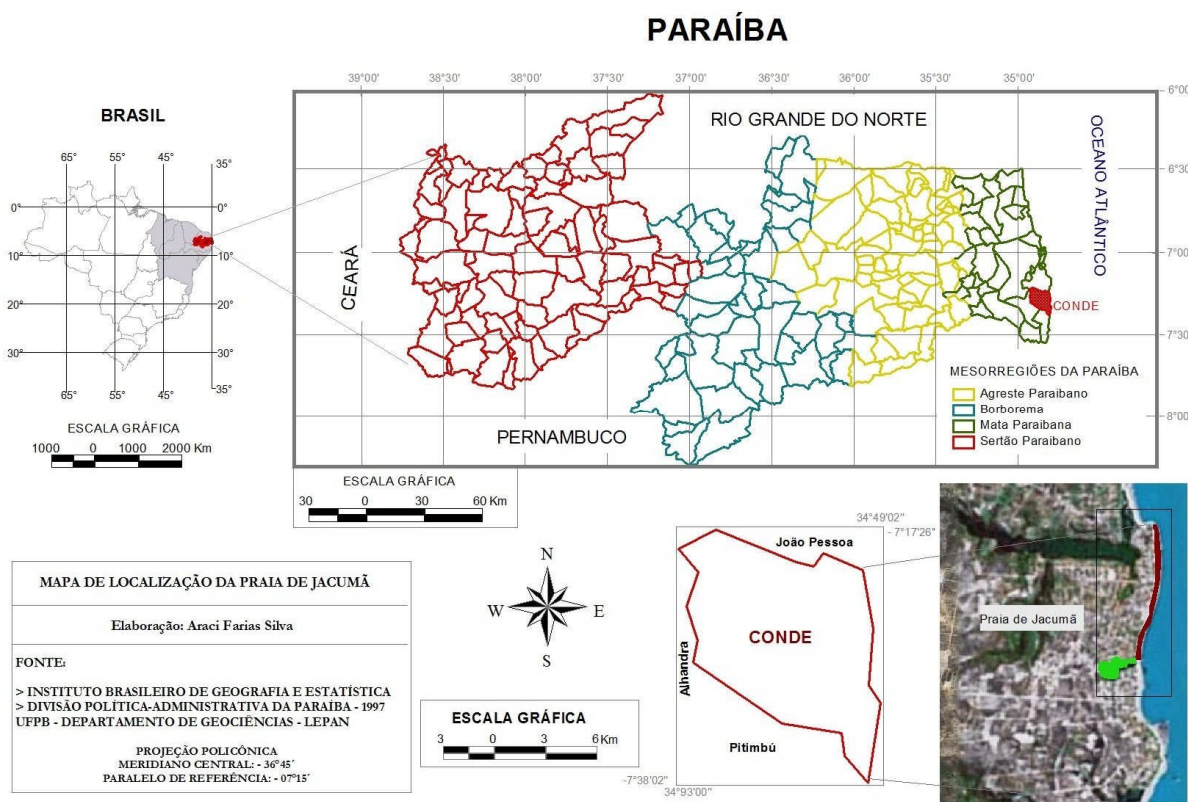 PARAÍBA
BRASIL
65° 55° 45° 35°
0° 0°
10° 10°
20° 20°
30° 30°
65° 55° 45° 35°
ESCALA GRÁFICA
1000 0 1000 2000 Km
39°00' 38°00' 38°00' 37°30' 37°00' 36°30' 36°00' 35°30' 35°00'
6°00'
6°30'
7°00'
7°30'
8°00'
RIO GRANDE DO NORTE
OCEANO ATLÂNTICO
CEARÁ
CONDE
PERNAMBUCO
MESORREGIÕES DA PARAÍBA
Agreste Paraibano
Borborema
Mata Paraibana
Sertão Paraibano
ESCALA GRÁFICA
30 0 30 60 Km
MAPA DE LOCALIZAÇÃO DA PRAIA DE JACUMÃ
Elaboração: Araci Farias Silva
FONTE:
> INSTITUTO BRASILEIRO DE GEOGRAFIA E ESTATÍSTICA
> DIVISÃO POLÍTICA-ADMINISTRATIVA DA PARAÍBA - 1997
UFPB - DEPARTAMENTO DE GEOCIÊNCIAS - LEPAN
PROJEÇÃO POLICÔNICA
MERIDIANO CENTRAL: - 36°45´
PARALELO DE REFERÊNCIA: - 07°15´
N
W E
S
ESCALA GRÁFICA
3 0 3 6 Km
34°49'02"
- 7°17'26"
João Pessoa
CONDE
Alhandra
Pitimbú
-7°38'02"
34°93'00"
Praia de Jacumã